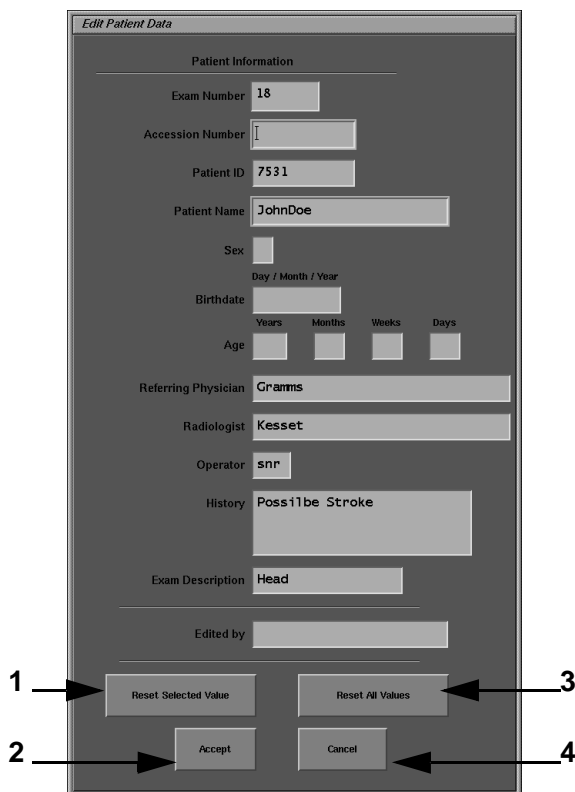 Edit Patient Data
Patient Information
Exam Number 18
Accession Number
Patient ID 7531
Patient Name JohnDoe
Sex
Day / Month / Year
Birthdate
Years Months Weeks Days
Age
Referring Physician Gramms
Radiologist Kesset
Operator snr
History Possilbe Stroke
Exam Description Head
Edited by
1 Reset Selected Value Reset All Values 3
2 Accept Cancel 4